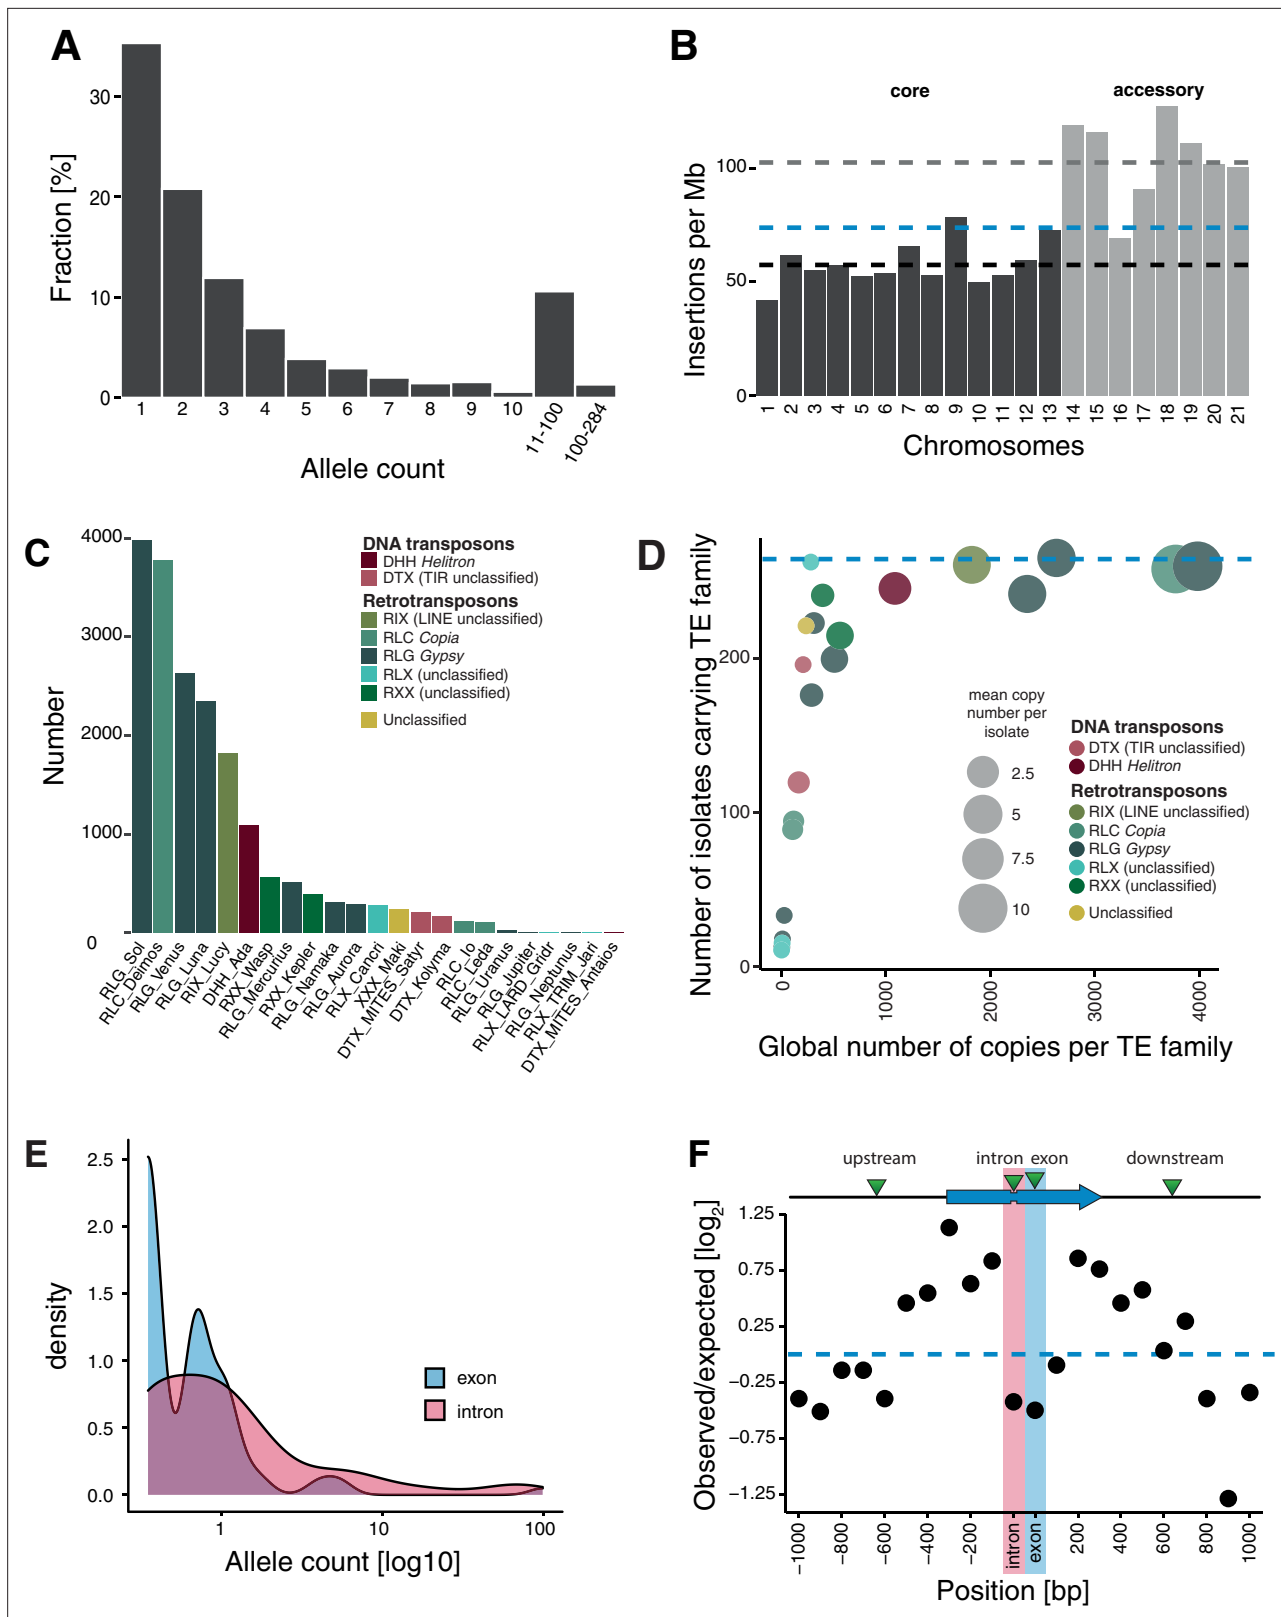 A
Fraction [%]
30
20
10
0
1 2 3 4 5 6 7 8 9 10 11-100 100-284
Allele count
B
core
accessory
Insertions per Mb
100
50
0
1 2 3 4 5 6 7 8 9 10 11 12 13 14 15 16 17 18 19 20 21
Chromosomes
C
Number
4000
3000
2000
1000
0
DNA transposons
DHH Helitron
DTX (TIR unclassified)
Retrotransposons
RIX (LINE unclassified)
RLC Copia
RLG Gypsy
RLX (unclassified)
RXX (unclassified)
Unclassified
RLG_Sol
RLC_Deimos
RLG_Venus
RLG_Luna
RIX_Lucy
DHH_Ada
RXX_Wasp
RLG_Mercurius
RXX_Kepler
RLG_Namaka
RLG_Aurora
RLX_Cancri
XXX_Maki
DTX_MITES_Satyr
DTX_Kolyma
RLC_Io
RLC_Leda
RLG_Uranus
RLG_Jupiter
RLX_LARD_Gridr
RLG_Neptunus
RLX_TRIM_Jari
DTX_MITES_Antaios
D
Number of isolates carrying TE family
200
100
0
mean copy
number per
isolate
2.5
5
7.5
10
DNA transposons
DTX (TIR unclassified)
DHH Helitron
Retrotransposons
RIX (LINE unclassified)
RLC Copia
RLG Gypsy
RLX (unclassified)
RXX (unclassified)
Unclassified
0 1000 2000 3000 4000
Global number of copies per TE family
E
density
2.5
2.0
1.5
1.0
0.5
0.0
exon
intron
1 10 100
Allele count [log10]
F
upstream intron exon downstream
Observed/expected [log2]
1.25
0.75
0.25
−0.25
−0.75
−1.25
−1000 −800 −600 −400 −200 intron exon 200 400 600 800 1000
Position [bp]